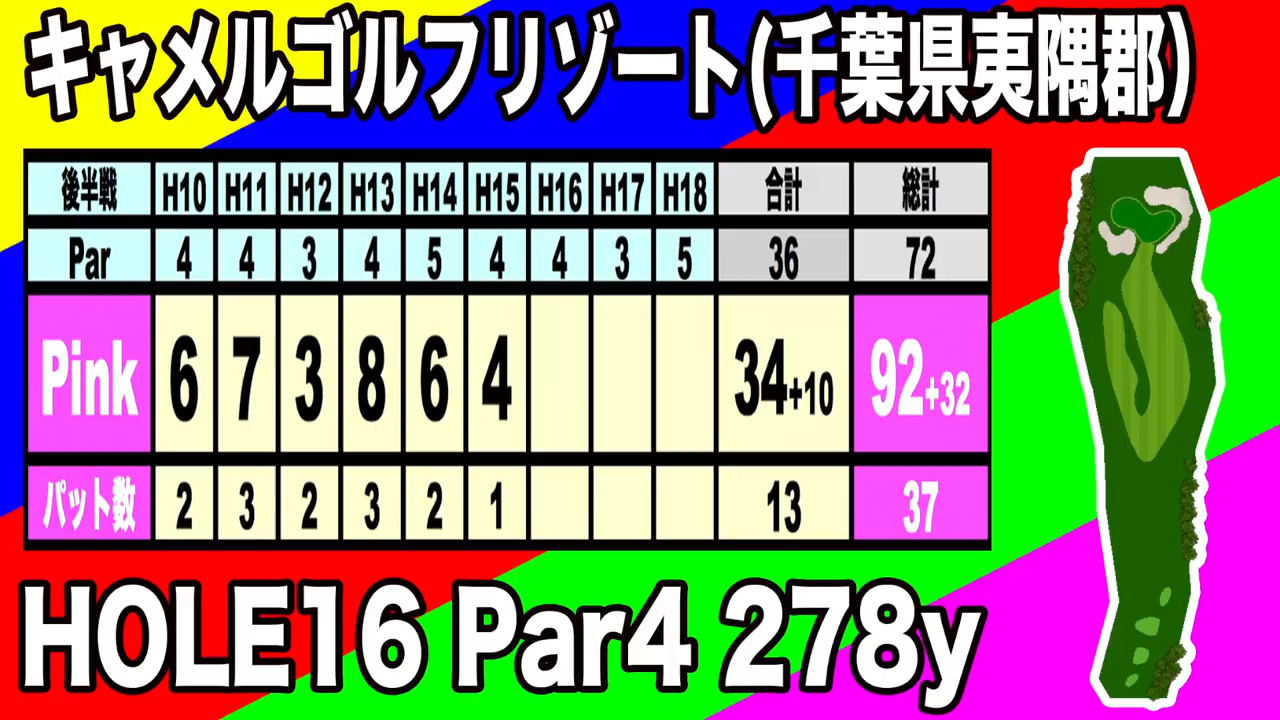 キャメルゴルフリゾート(千葉県夷隅郡)
後半戦 H10 H11 H12 H13 H14 H15 H16 H17 H18 合計 総計
Par 4 4 3 4 5 4 4 3 5 36 72
Pink 6 7 3 8 6 4 34+10 92+32
パット数 2 3 2 3 2 1 13 37
HOLE16 Par4 278y